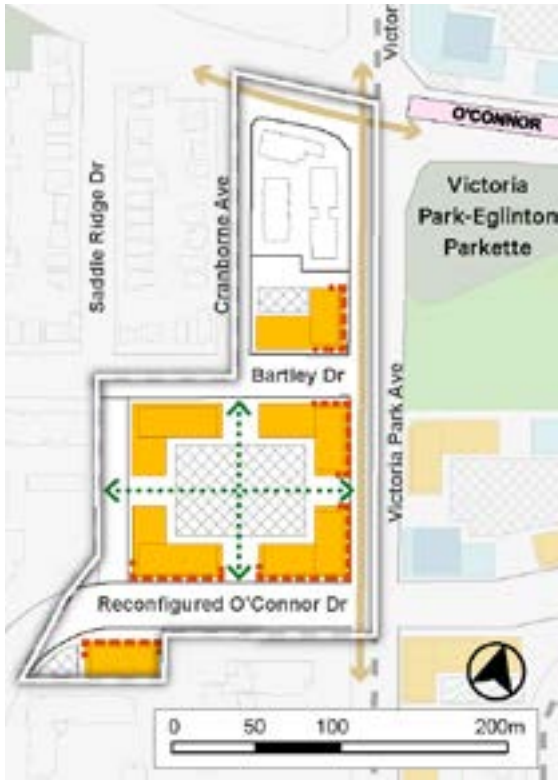 Victor
O'CONNOR
Victoria
Park-Eglinton
Parkette
Saddle Ridge Dr
Cranborne Ave
Bartley Dr
Victoria Park Ave
Reconfigured O'Connor Dr
0 50 100 200m